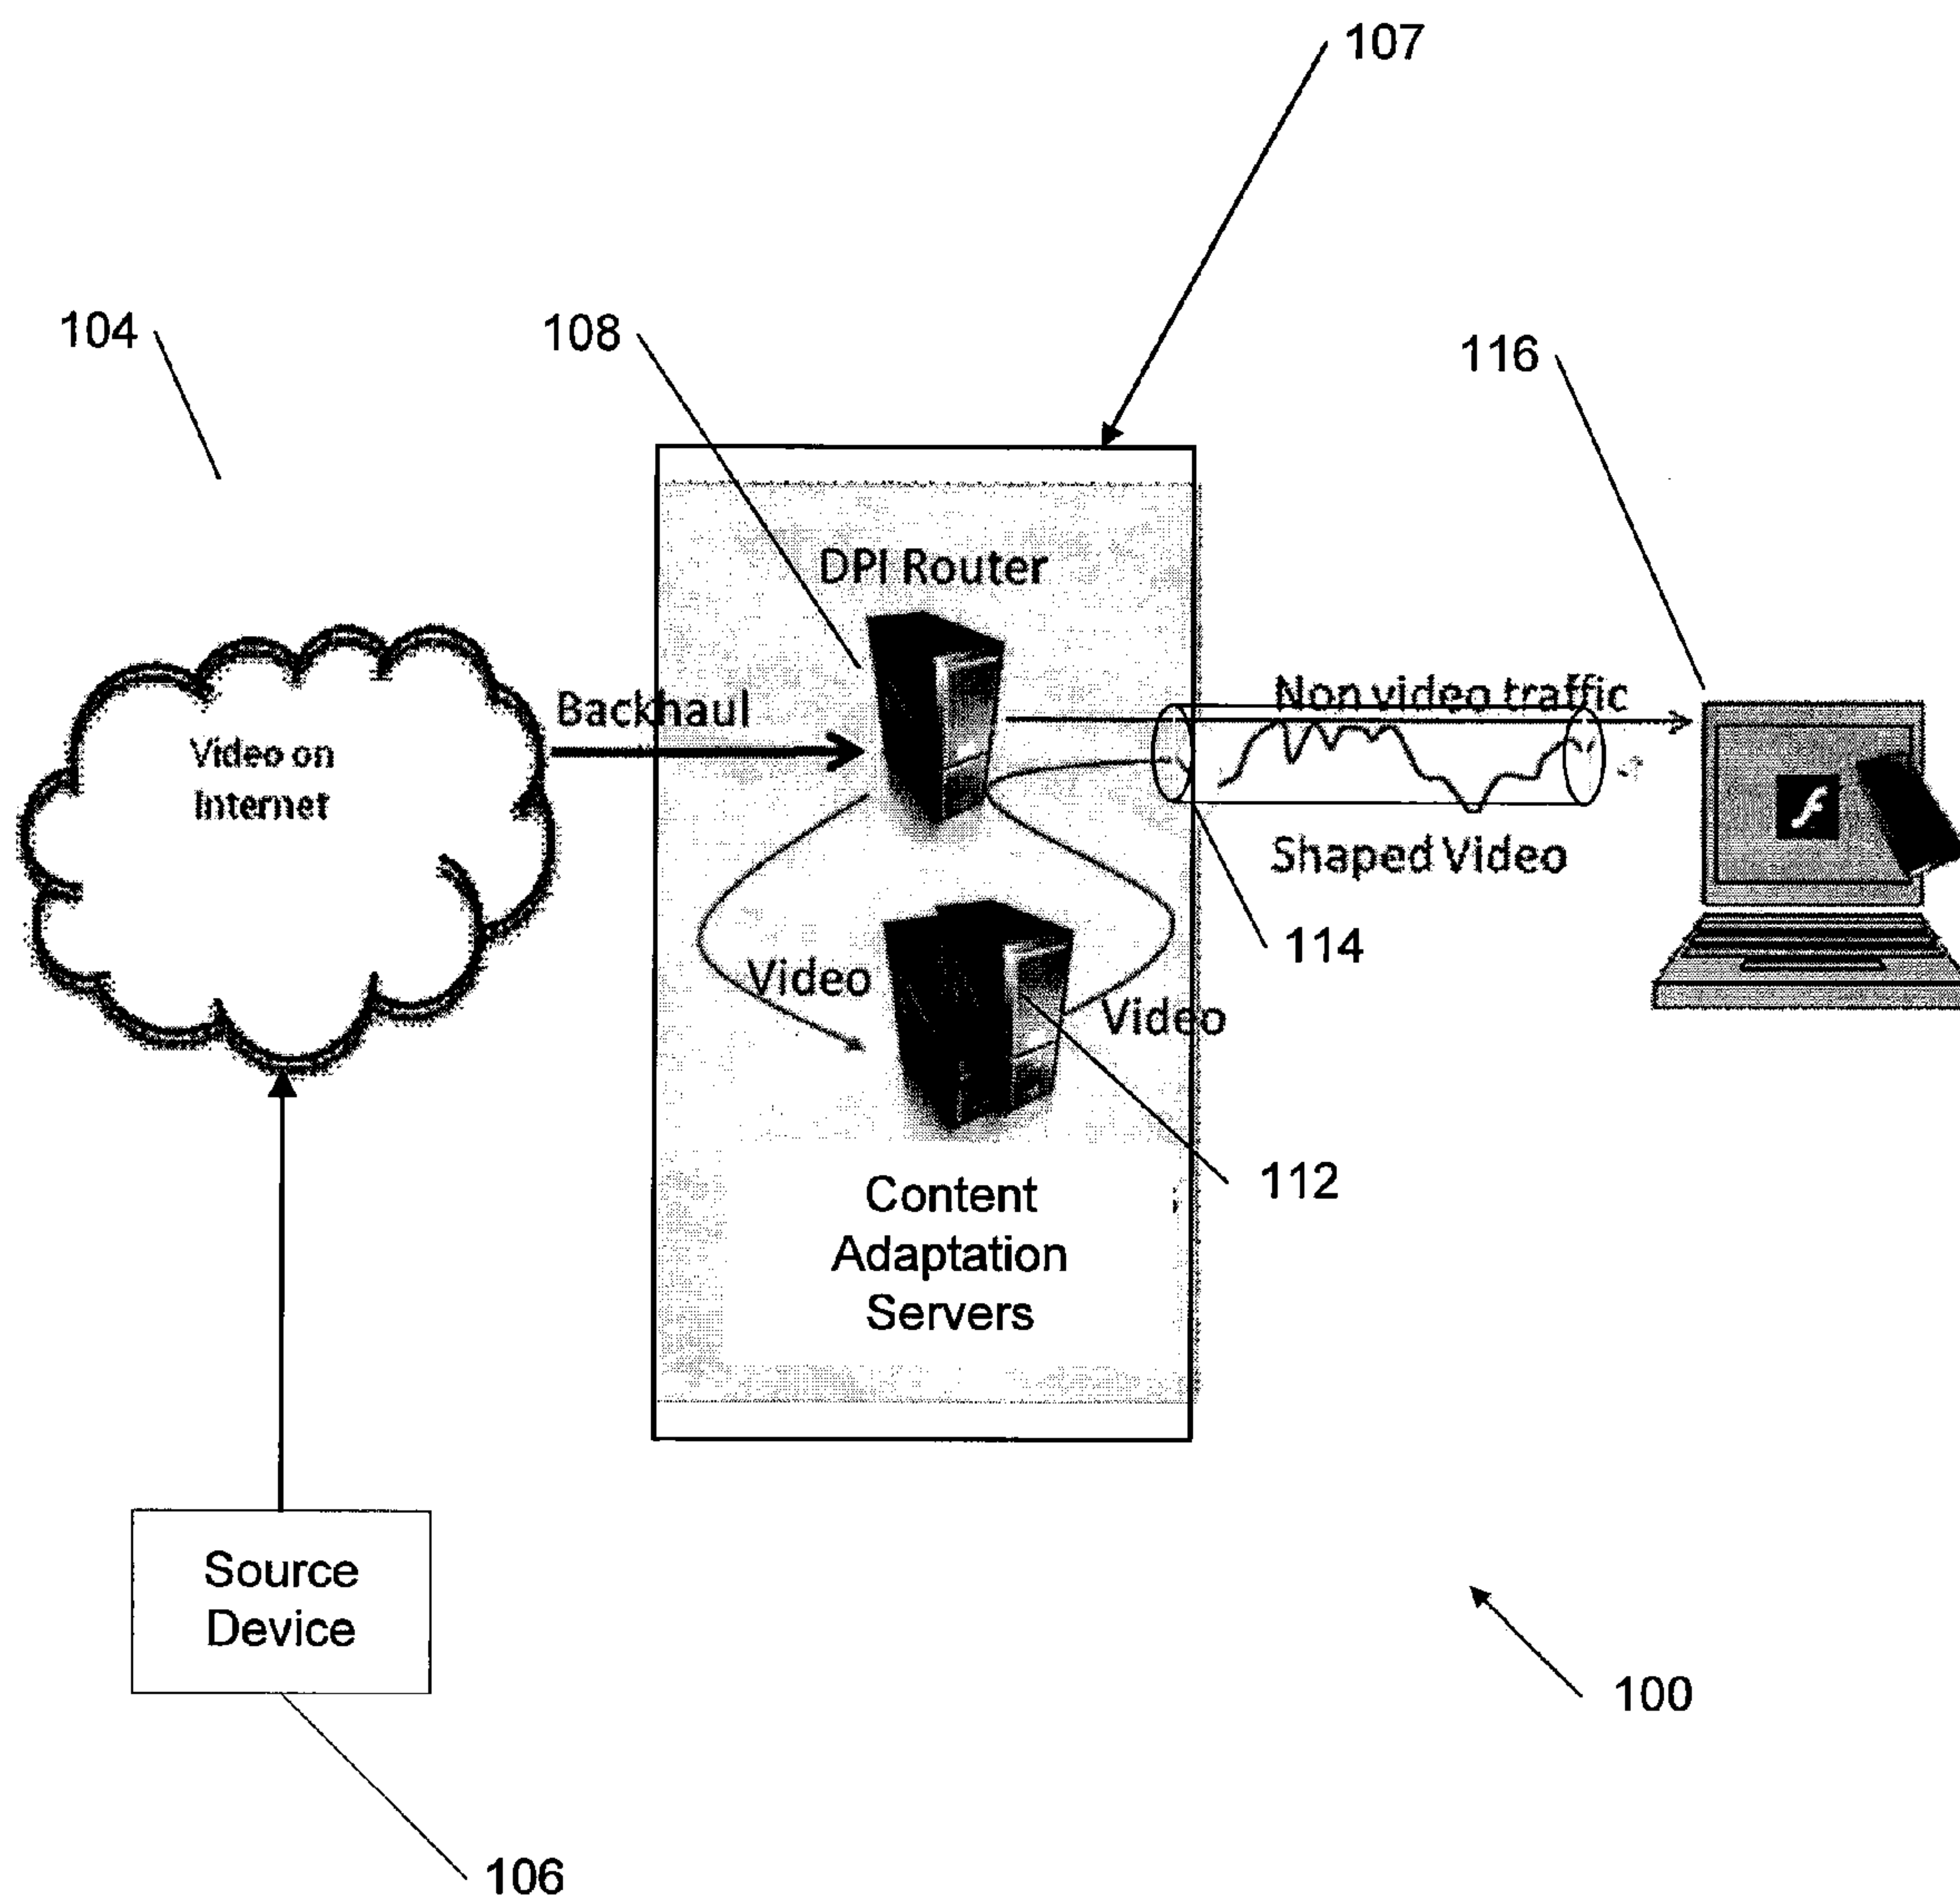 107
104
108
116
DPI Router
Backhaul
Non video traffic
Video on
Internet
Shaped Video
114
Video
Video
112
Content
Adaptation
Servers
Source
Device
100
106